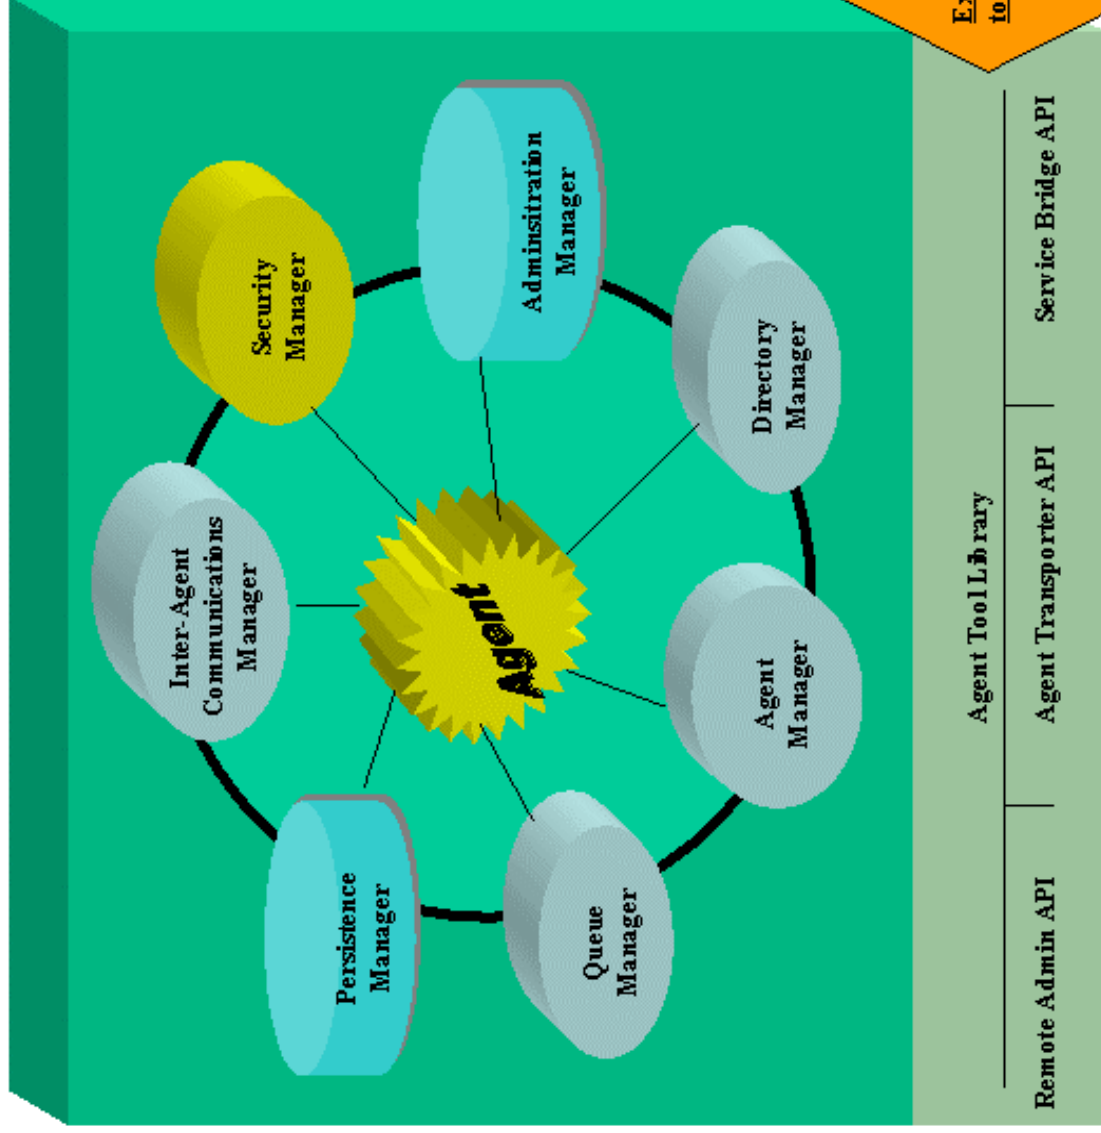 Inter-Agent
Communications
Manager
Security
Manager
Persistence
Manager
Agent
Adminsitration
Manager
Queue
Manager
Agent
Manager
Directory
Manager
Agent Tool Library
Remote Admin API
Agent Transporter API
Service Bridge API